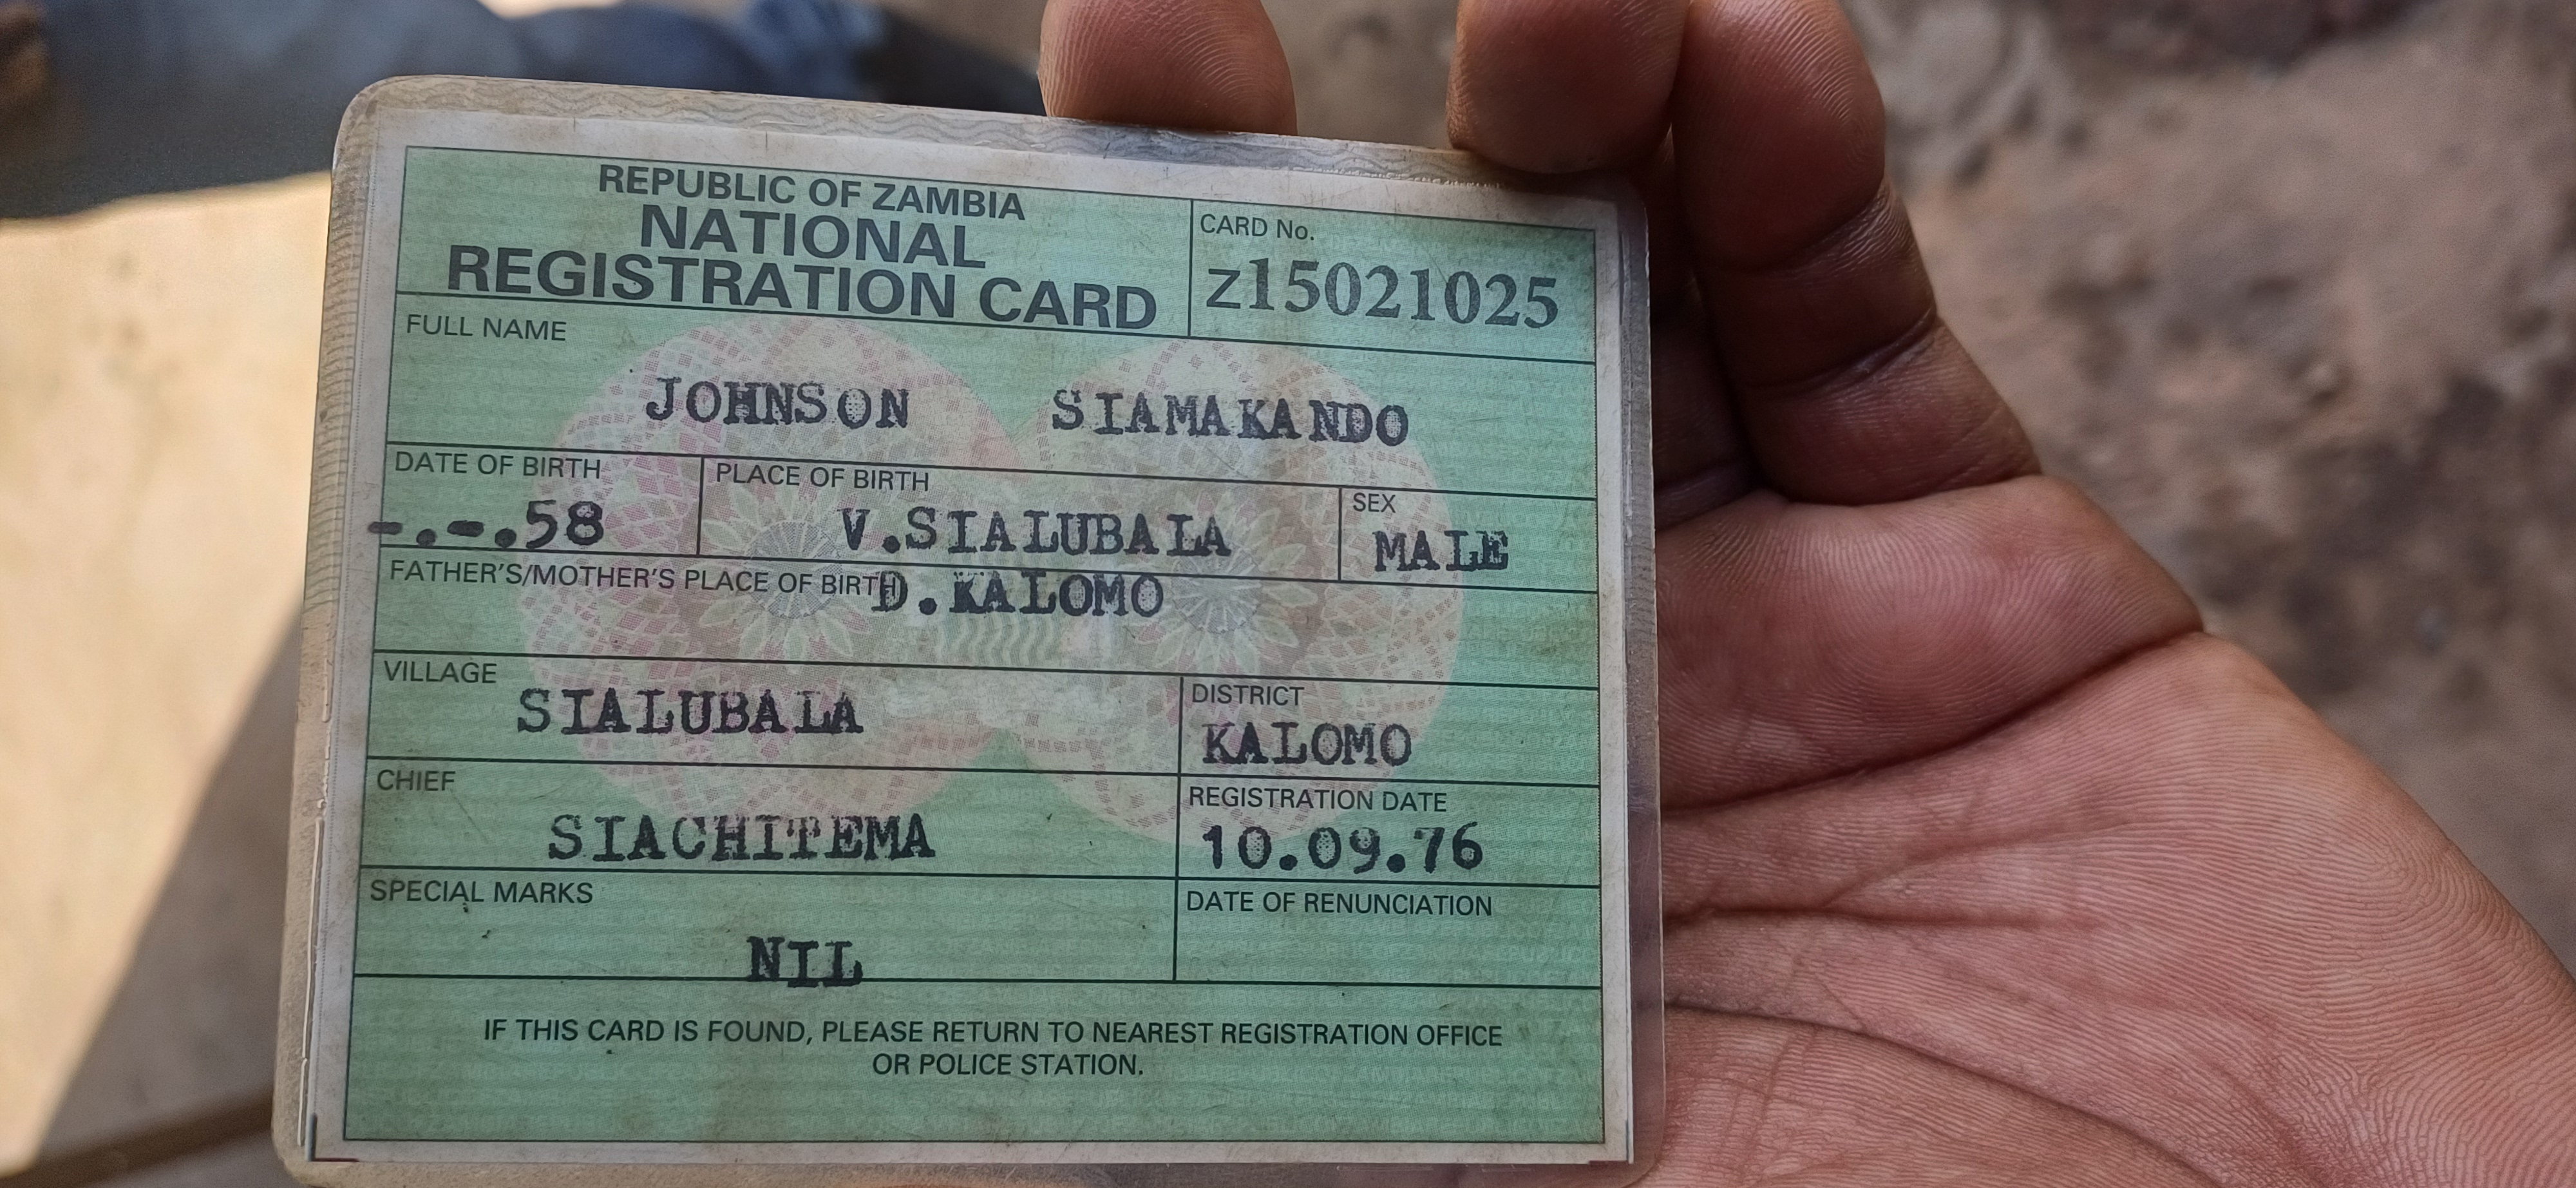 REPUBLIC OF ZAMBIA
NATIONAL
REGISTRATION CARD
CARD No.
z15021025
FULL NAME
JOHNSON SIAMAKANDO
DATE OF BIRTH
-.-.58
PLACE OF BIRTH
V.SIALUBALA
SEX
MALE
FATHER'S/MOTHER'S PLACE OF BIRTH
D.KALOMO
VILLAGE
SIALUBALA
DISTRICT
KALOMO
CHIEF
SIACHITEMA
REGISTRATION DATE
10.09.76
SPECIAL MARKS
NIL
DATE OF RENUNCIATION
IF THIS CARD IS FOUND, PLEASE RETURN TO NEAREST REGISTRATION OFFICE
OR POLICE STATION.